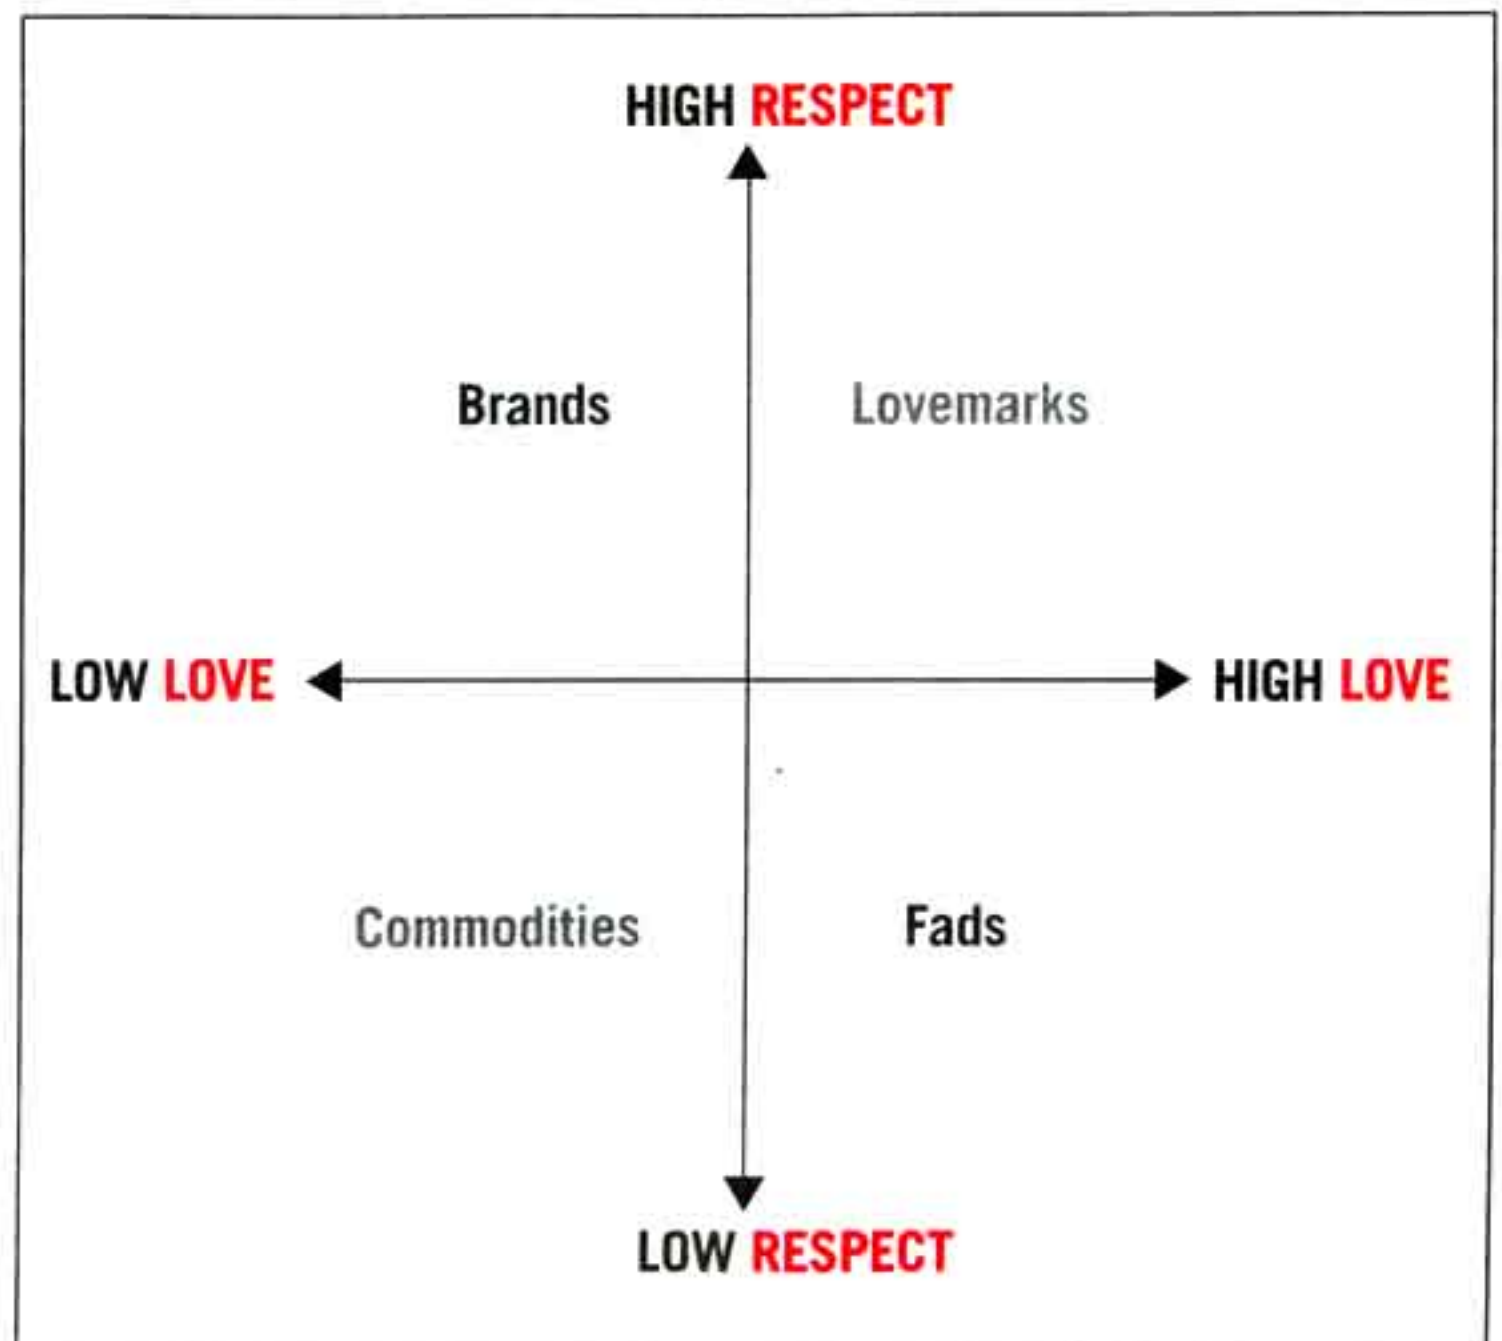 HIGH RESPECT
Brands
Lovemarks
LOW LOVE
HIGH LOVE
Commodities
Fads
LOW RESPECT